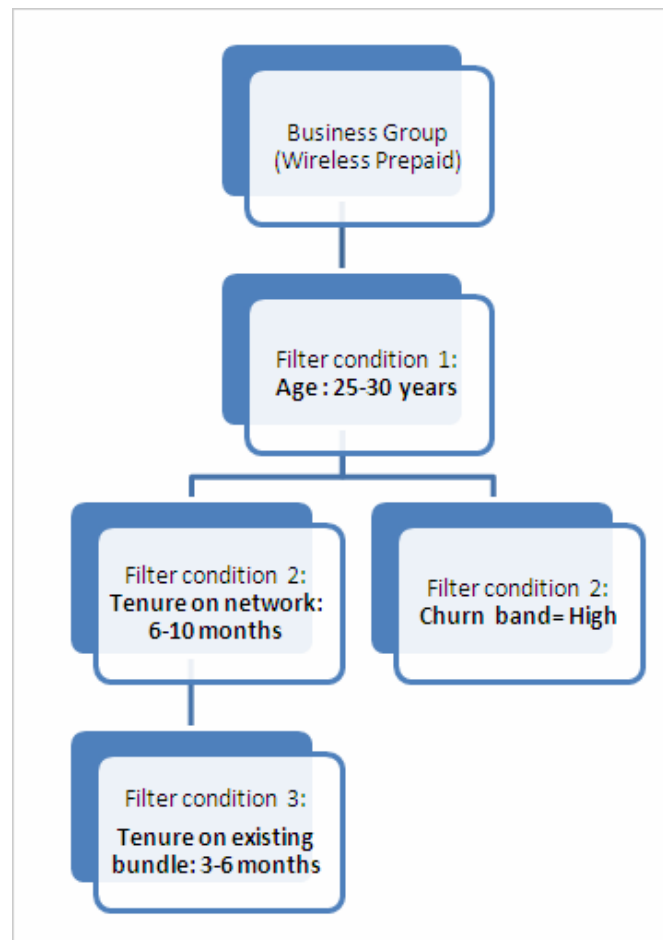 Business Group
(Wireless Prepaid)
Filter condition 1:
Age : 25-30 years
Filter condition 2:
Tenure on network:
6-10 months
Filter condition 2:
Churn band= High
Filter condition 3:
Tenure on existing
bundle: 3-6 months